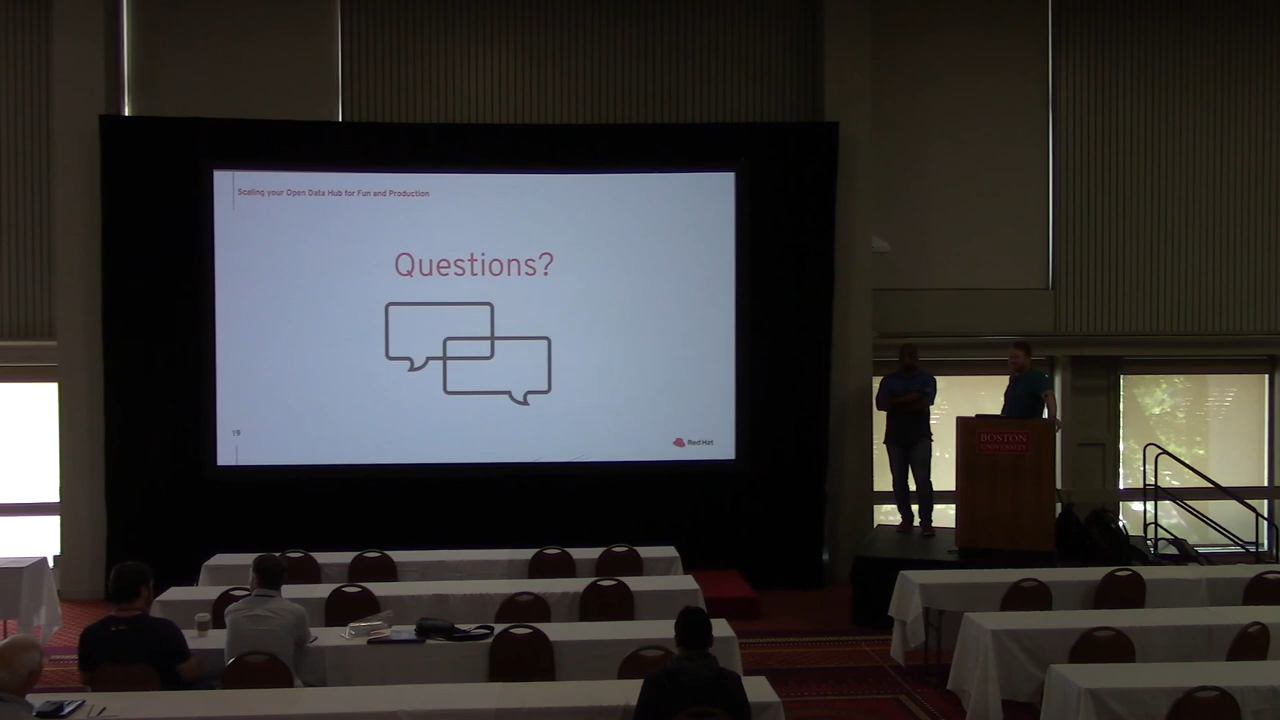 Scaling your Open Data Hub for Fun and Production
Questions?
19
Red Hat
BOSTON
UNIVERSITY